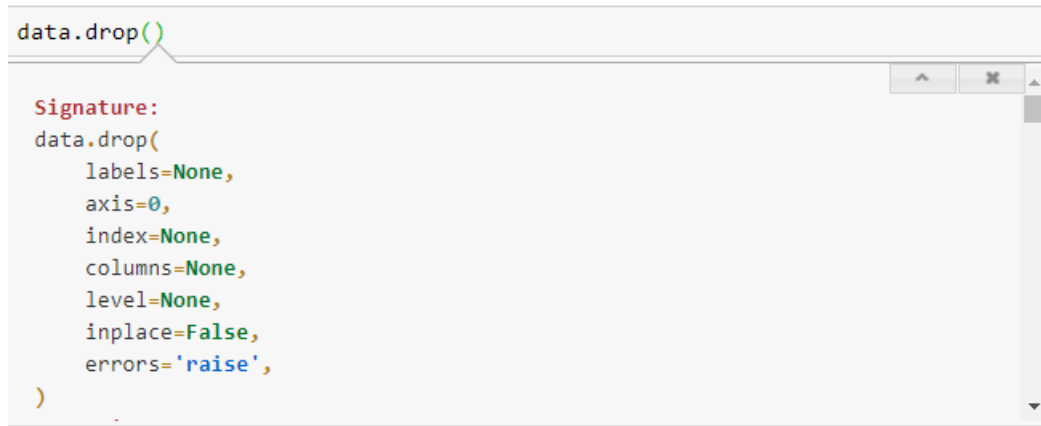 data.drop()
Signature:
data.drop(
    labels=None,
    axis=0,
    index=None,
    columns=None,
    level=None,
    inplace=False,
    errors='raise',
)